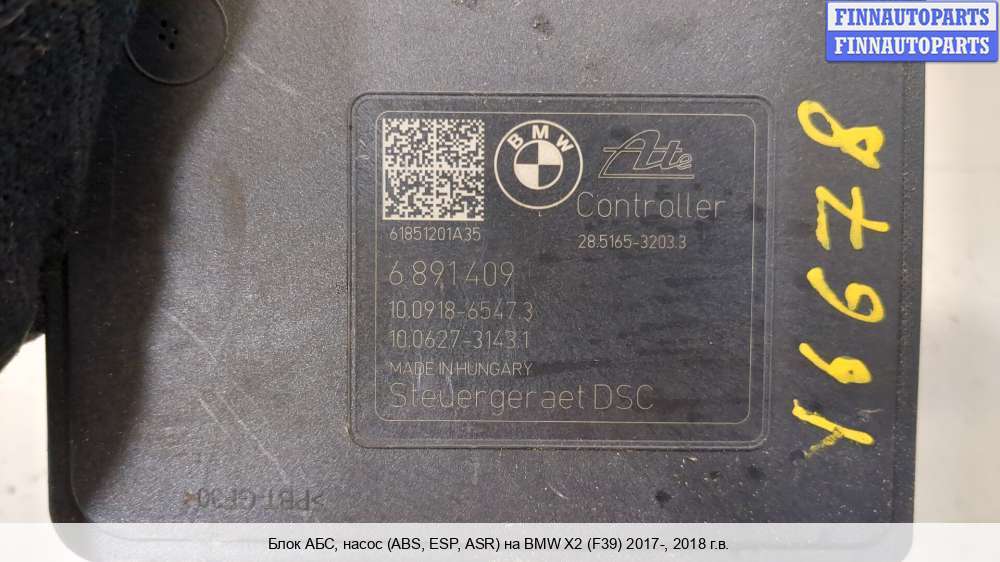 FINNAUTOPARTS
FINNAUTOPARTS
BMW
Ate
Controller
61851201A35
28.5165-3203.3
6 891 409
10.0918-6547.3
10.0627-3143.1
MADE IN HUNGARY
Steuergeraet DSC
>PBT-GF30<
Блок АБС, насос (ABS, ESP, ASR) на BMW X2 (F39) 2017-, 2018 г.в.